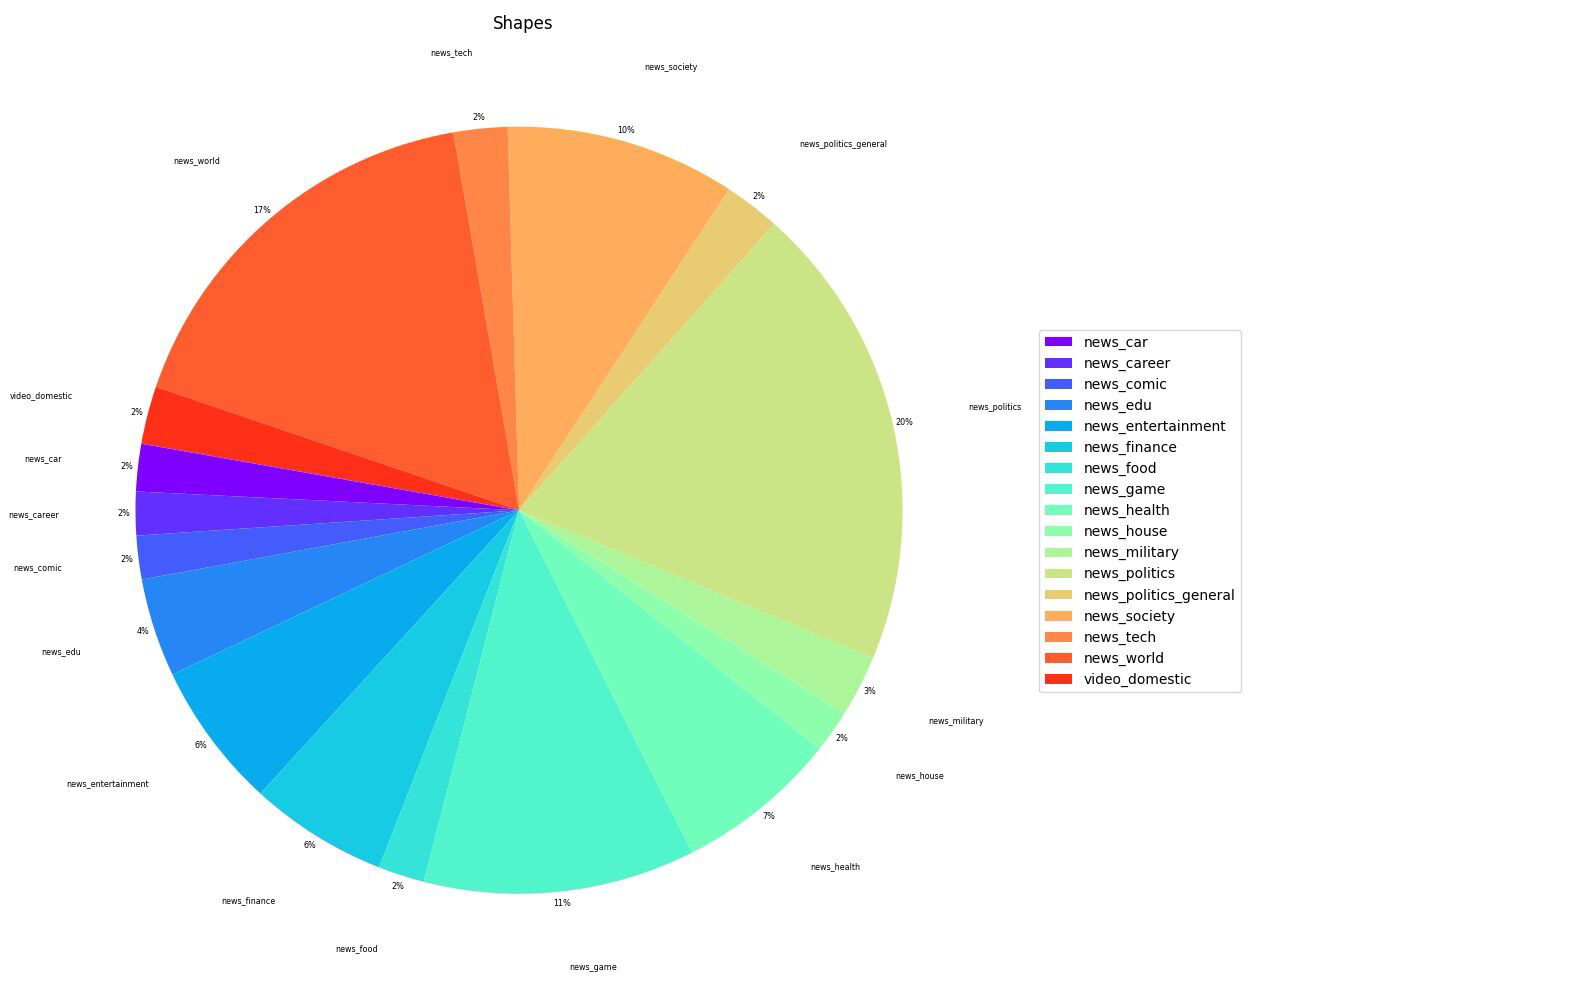 Shapes
news_tech
news_society
2%
10%
news_politics_general
news_world
2%
17%
video_domestic
2%
news_politics
20%
news_car
2%
news_career
2%
news_comic
2%
4%
news_edu
3%
news_military
2%
news_house
6%
news_entertainment
7%
6%
news_health
2%
news_finance
11%
news_food
news_game
news_car
news_career
news_comic
news_edu
news_entertainment
news_finance
news_food
news_game
news_health
news_house
news_military
news_politics
news_politics_general
news_society
news_tech
news_world
video_domestic